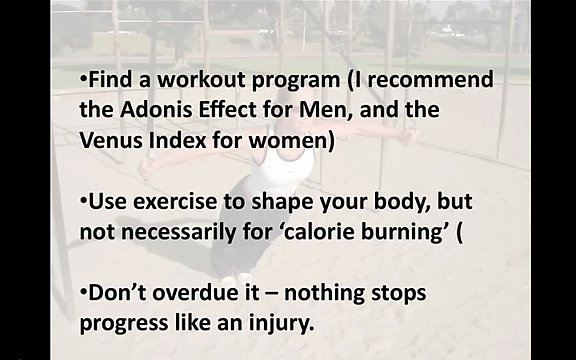 •Find a workout program (I recommend
the Adonis Effect for Men, and the
Venus Index for women)
•Use exercise to shape your body, but
not necessarily for ‘calorie burning’ (
•Don’t overdue it – nothing stops
progress like an injury.